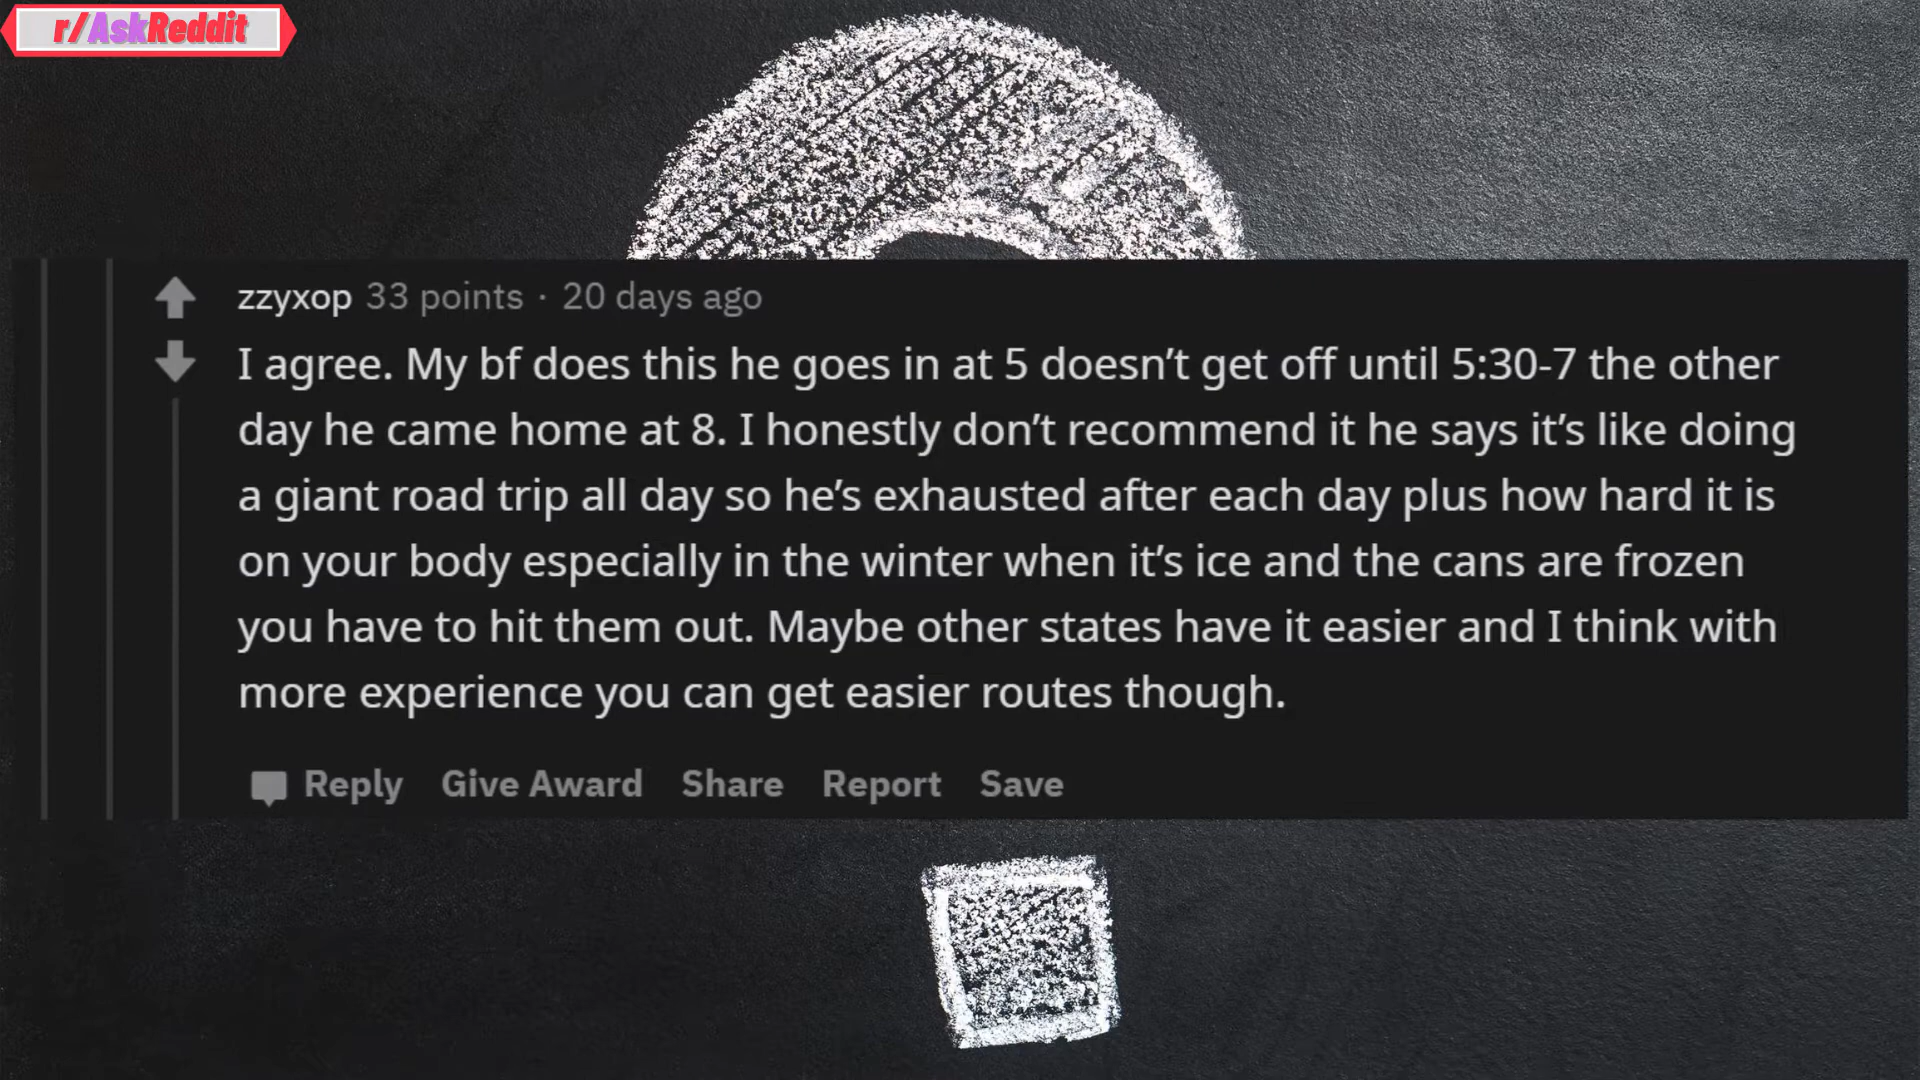 r/AskReddit
zzyxop 33 points · 20 days ago
I agree. My bf does this he goes in at 5 doesn’t get off until 5:30-7 the other
day he came home at 8. I honestly don’t recommend it he says it’s like doing
a giant road trip all day so he’s exhausted after each day plus how hard it is
on your body especially in the winter when it’s ice and the cans are frozen
you have to hit them out. Maybe other states have it easier and I think with
more experience you can get easier routes though.
Reply Give Award Share Report Save